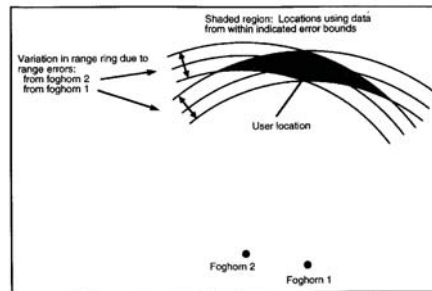 Shaded region: Locations using data
from within indicated error bounds
Variation in range ring due to
range errors:
from foghorn 2
from foghorn 1
User location
Foghorn 2
Foghorn 1